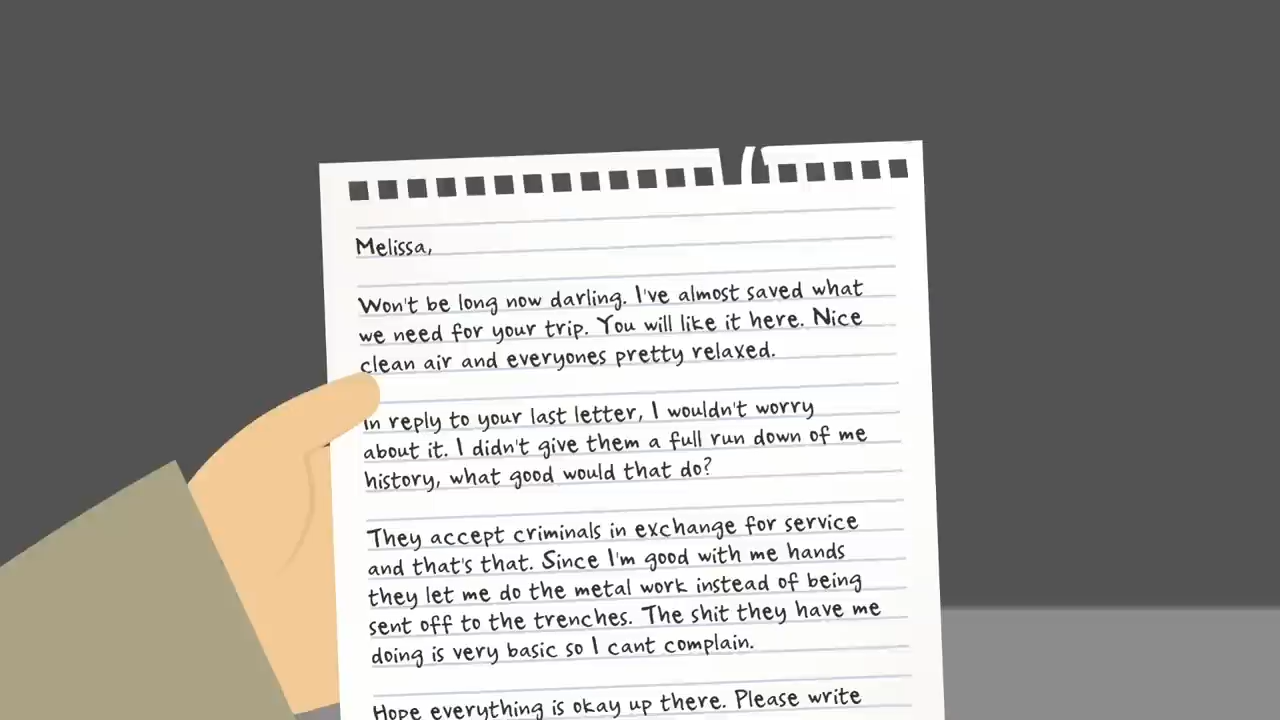 Melissa,
Won't be long now darling. I've almost saved what
we need for your trip. You will like it here. Nice
clean air and everyones pretty relaxed.
In reply to your last letter, I wouldn't worry
about it. I didn't give them a full run down of me
history, what good would that do?
They accept criminals in exchange for service
and that's that. Since I'm good with me hands
they let me do the metal work instead of being
sent off to the trenches. The shit they have me
doing is very basic so I cant complain.
Hope everything is okay up there. Please write